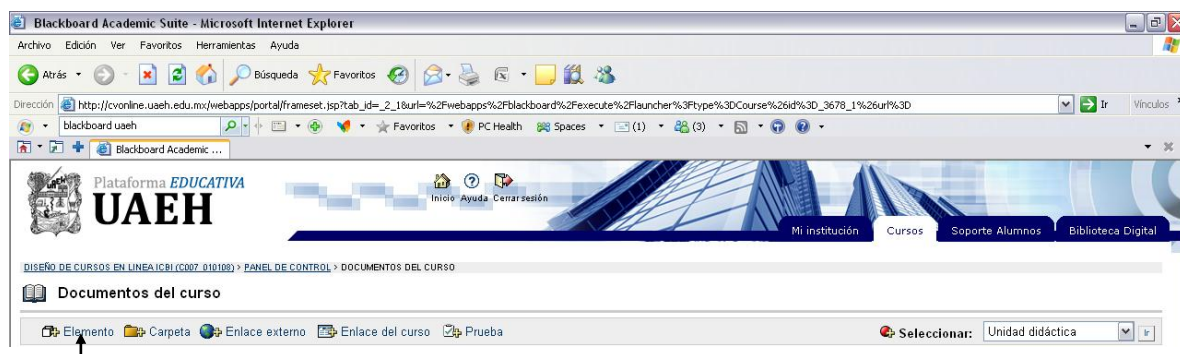 Blackboard Academic Suite - Microsoft Internet Explorer
Archivo Edición Ver Favoritos Herramientas Ayuda
Atrás Búsqueda Favoritos
Dirección http://cvonline.uaeh.edu.mx/webapps/portal/frameset.jsp?tab_id=_2_1&url=%2Fwebapps%2Fblackboard%2Fexecute%2Flauncher%3Ftype%3DCourse%26id%3D_3678_1%26url%3D Ir Vínculos
blackboard uaeh Favoritos PC Health Spaces (1) (3)
Blackboard Academic ...
Plataforma EDUCATIVA
UAEH
Inicio Ayuda Cerrar sesión
Mi institución Cursos Soporte Alumnos Biblioteca Digital
DISEÑO DE CURSOS EN LINEA ICBI (C007_010108) > PANEL DE CONTROL > DOCUMENTOS DEL CURSO
Documentos del curso
Elemento Carpeta Enlace externo Enlace del curso Prueba Seleccionar: Unidad didáctica Ir